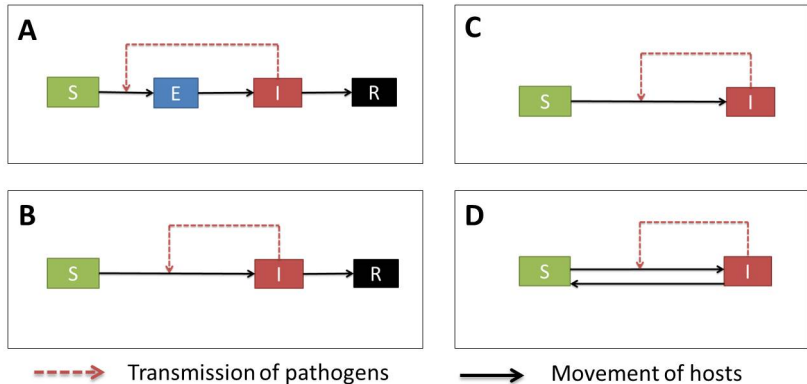 A
S E I R
B
S I R
C
S I
D
S I
Transmission of pathogens
Movement of hosts